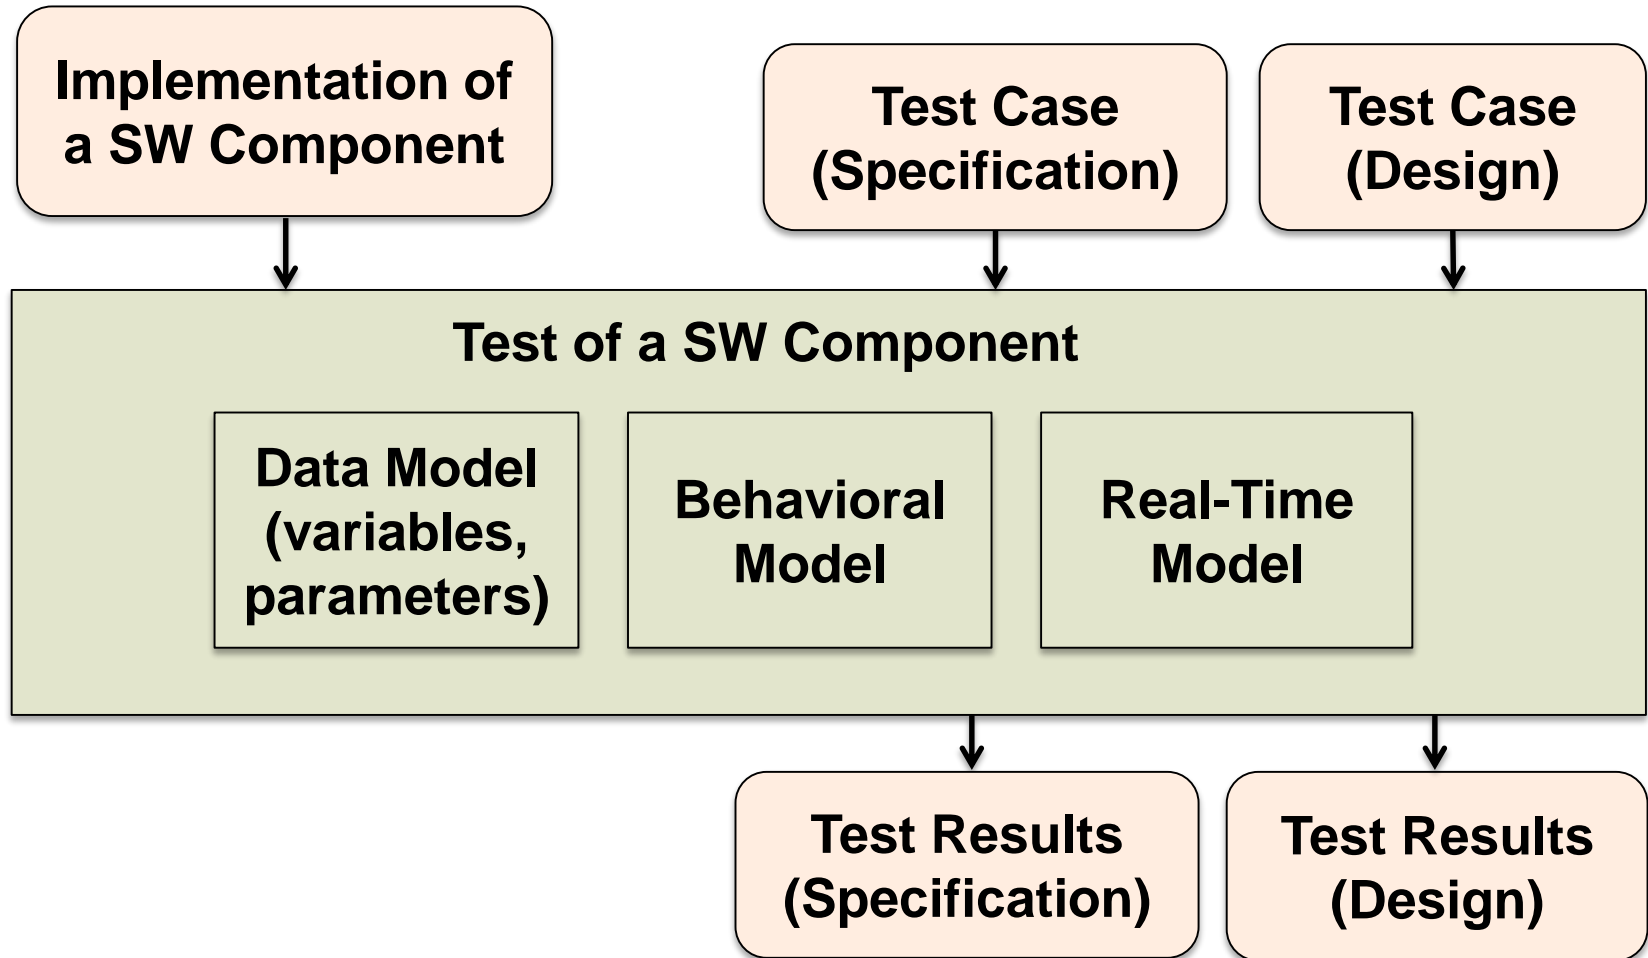 Implementation of
a SW Component
Test Case
(Specification)
Test Case
(Design)
Test of a SW Component
Data Model
(variables,
parameters)
Behavioral
Model
Real-Time
Model
Test Results
(Specification)
Test Results
(Design)